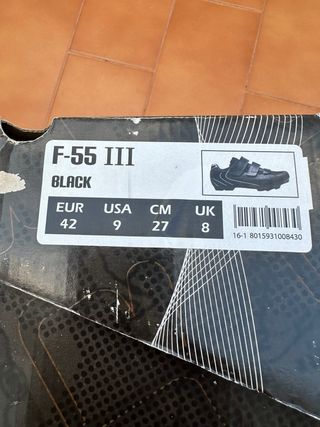 F-55 III
BLACK
EUR USA CM UK
42 9 27 8
16-1 8015931008430